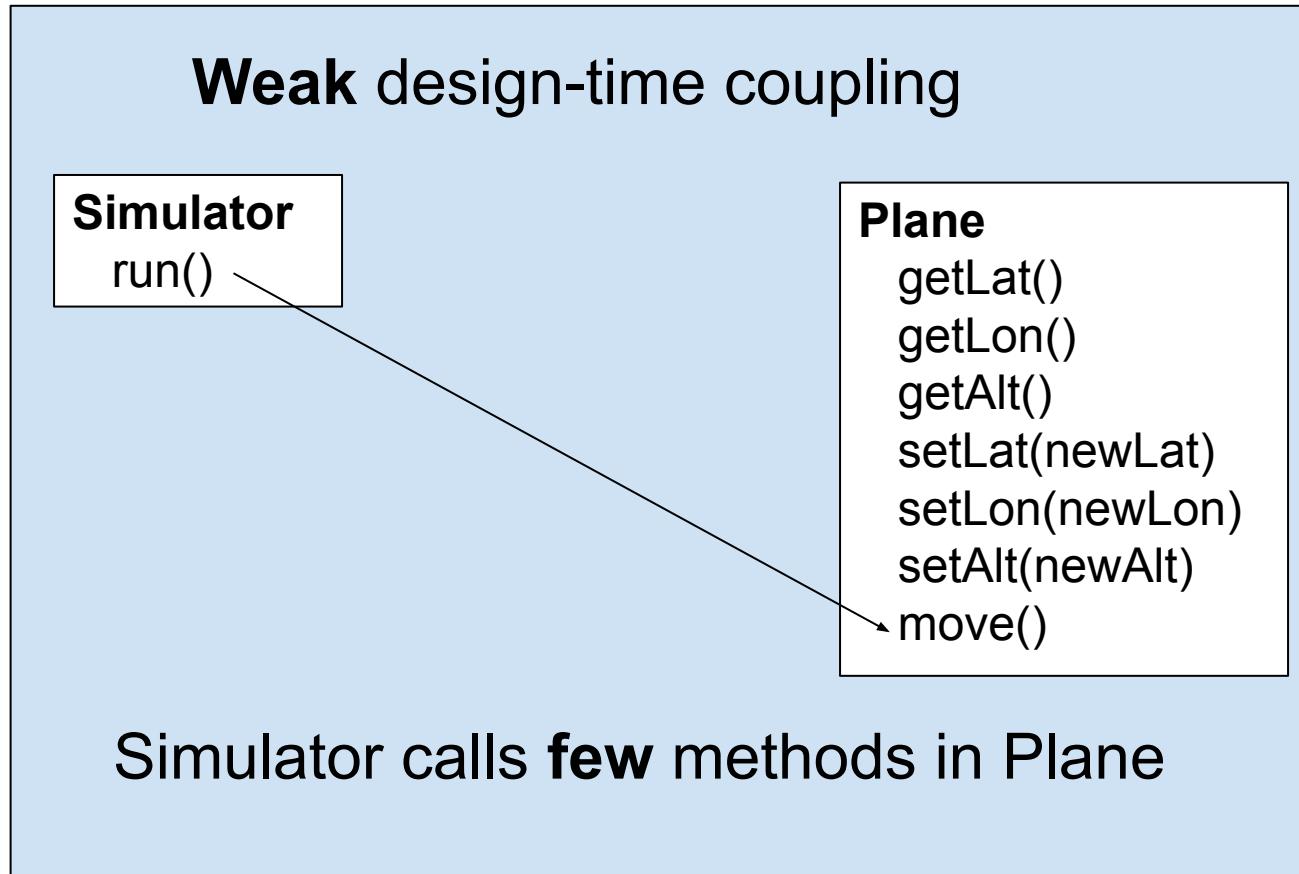 Weak design-time coupling
Simulator
run()
Plane
getLat()
getLon()
getAlt()
setLat(newLat)
setLon(newLon)
setAlt(newAlt)
move()
Simulator calls few methods in Plane